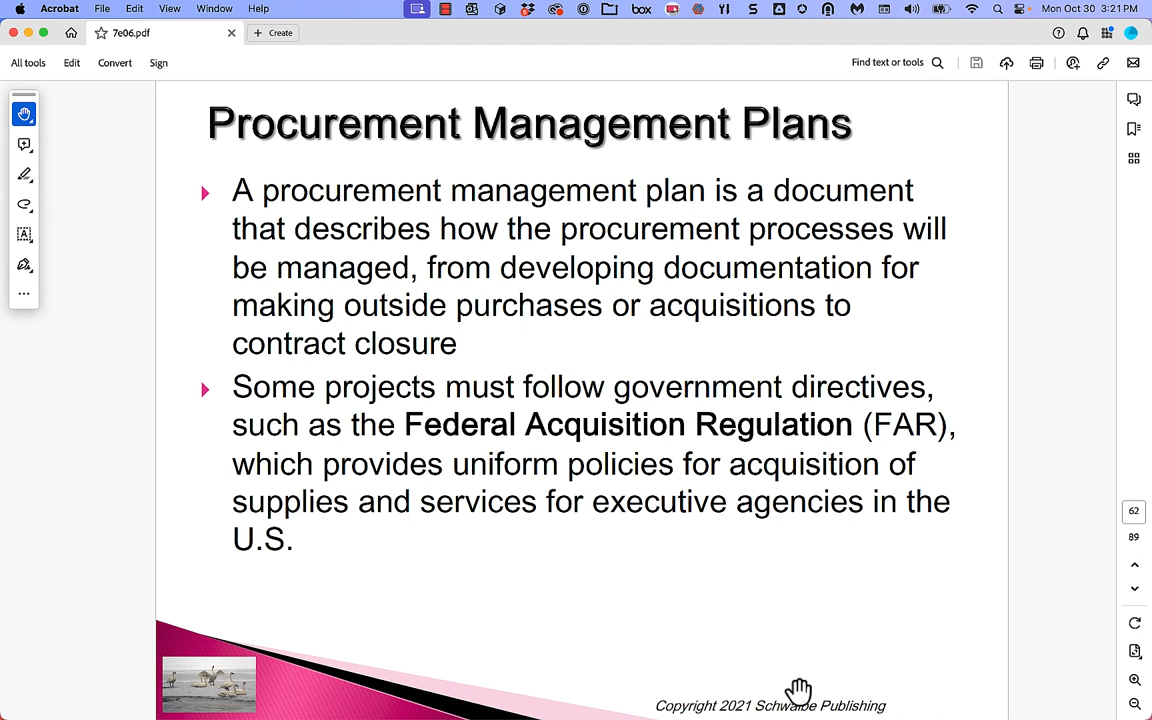 Acrobat File Edit View Window Help box Mon Oct 30 3:21 PM
7e06.pdf + Create
All tools Edit Convert Sign Find text or tools
Procurement Management Plans
A procurement management plan is a document
that describes how the procurement processes will
be managed, from developing documentation for
making outside purchases or acquisitions to
contract closure
Some projects must follow government directives,
such as the Federal Acquisition Regulation (FAR),
which provides uniform policies for acquisition of
supplies and services for executive agencies in the
U.S.
62
89
Copyright 2021 Schwalbe Publishing